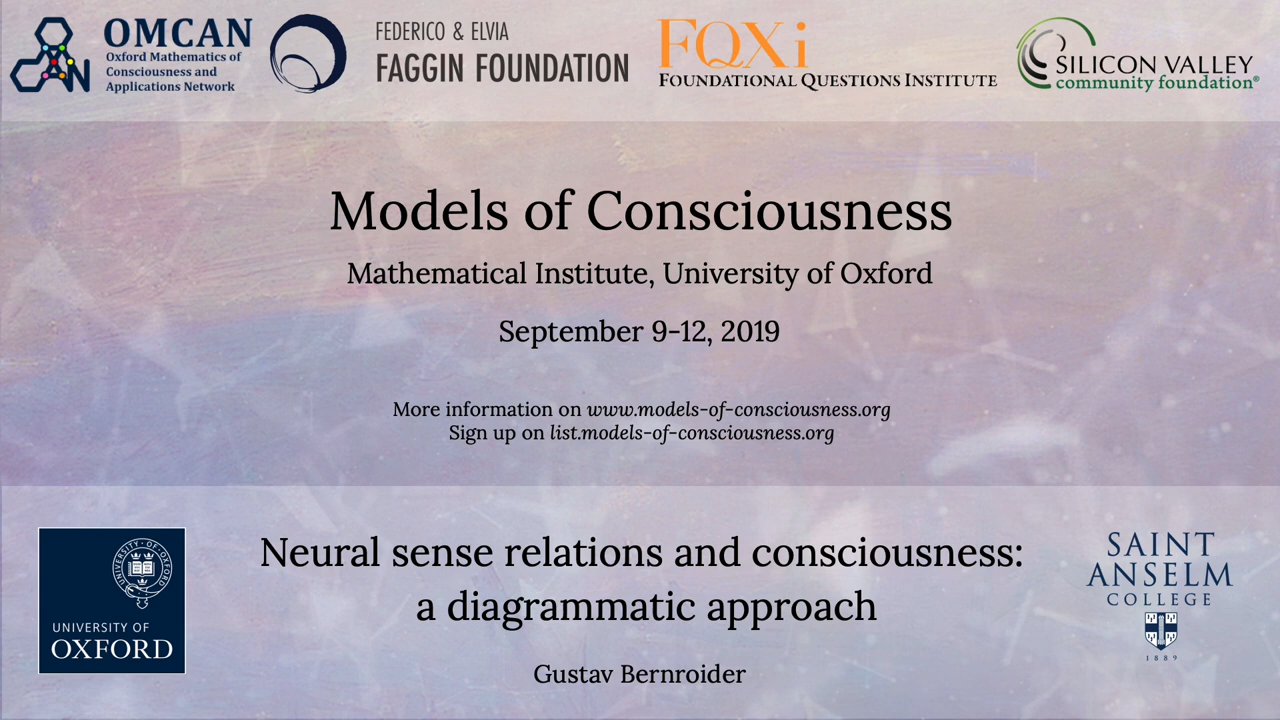 OMCAN
Oxford Mathematics of
Consciousness and
Applications Network
FEDERICO & ELVIA
FAGGIN FOUNDATION
FQXi
FOUNDATIONAL QUESTIONS INSTITUTE
SILICON VALLEY
community foundation®
Models of Consciousness
Mathematical Institute, University of Oxford
September 9-12, 2019
More information on www.models-of-consciousness.org
Sign up on list.models-of-consciousness.org
UNIVERSITY OF OXFORD
UNIVERSITY OF
OXFORD
Neural sense relations and consciousness:
a diagrammatic approach
Gustav Bernroider
SAINT
ANSELM
COLLEGE
1889